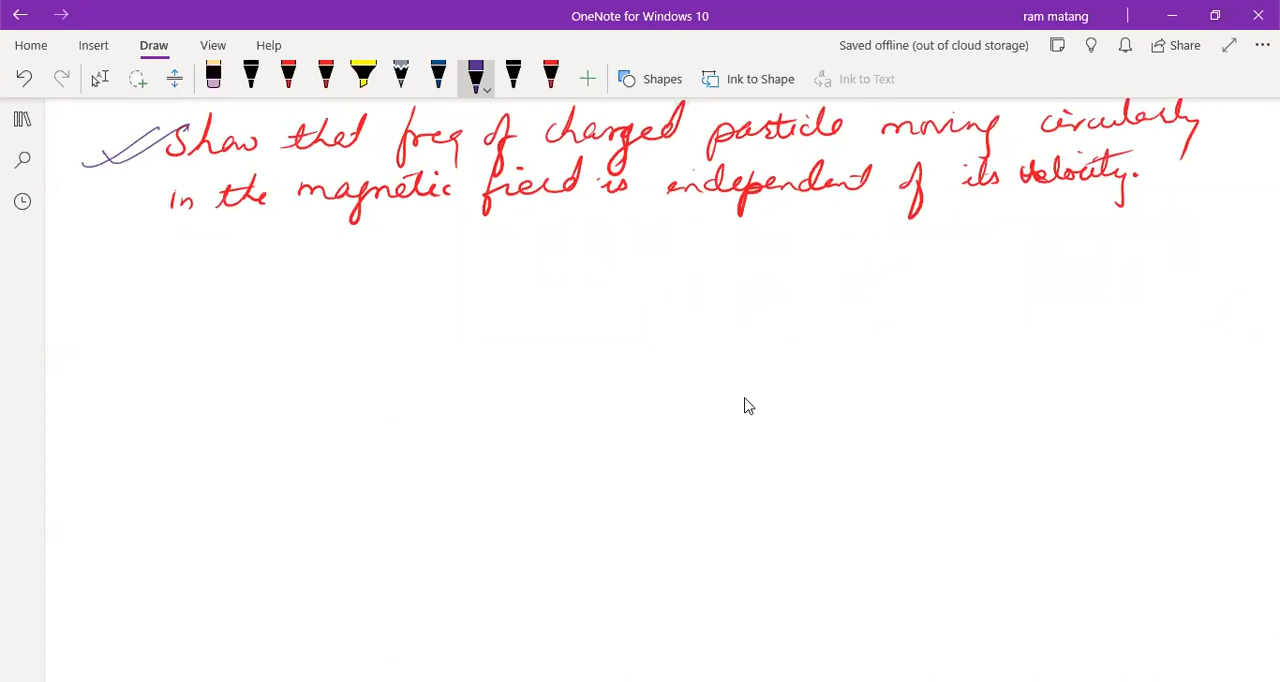 OneNote for Windows 10
ram matang
Home Insert Draw View Help
Saved offline (out of cloud storage) Share
Shapes Ink to Shape Ink to Text
Show that freq of charged particle moving circularly
in the magnetic field is independent of its velocity.